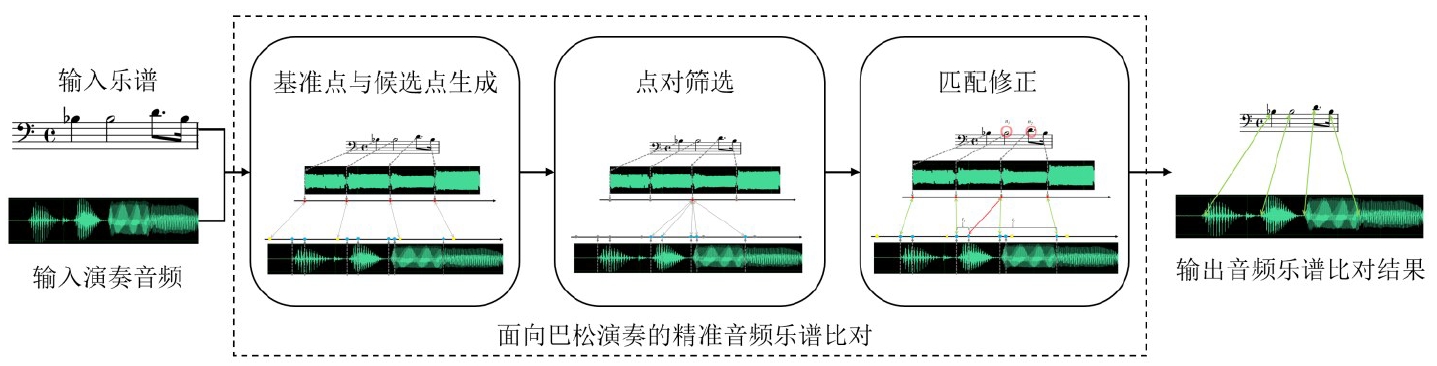 输入乐谱
输入演奏音频
基准点与候选点生成
点对筛选
匹配修正
面向巴松演奏的精准音频乐谱比对
输出音频乐谱比对结果